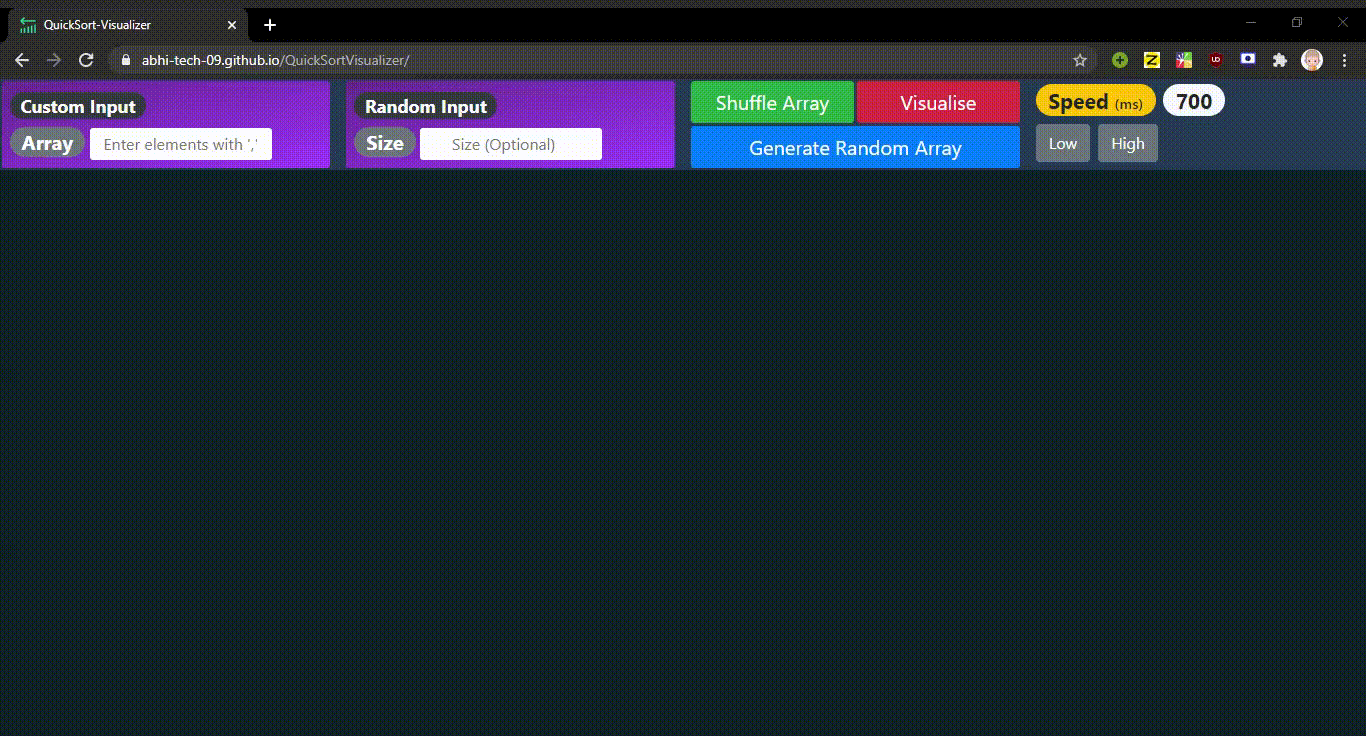 QuickSort-Visualizer
abhi-tech-09.github.io/QuickSortVisualizer/
Custom Input
Array Enter elements with ','
Random Input
Size Size (Optional)
Shuffle Array Visualise
Generate Random Array
Speed (ms) 700
Low High